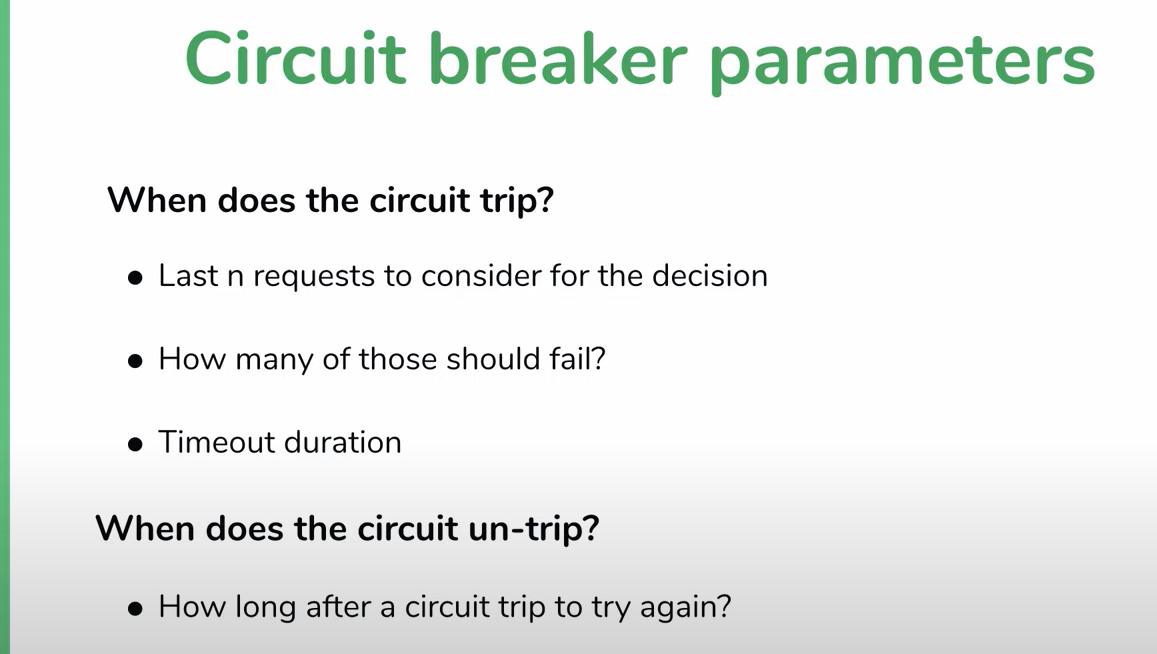 Circuit breaker parameters
When does the circuit trip?
● Last n requests to consider for the decision
● How many of those should fail?
● Timeout duration
When does the circuit un-trip?
● How long after a circuit trip to try again?